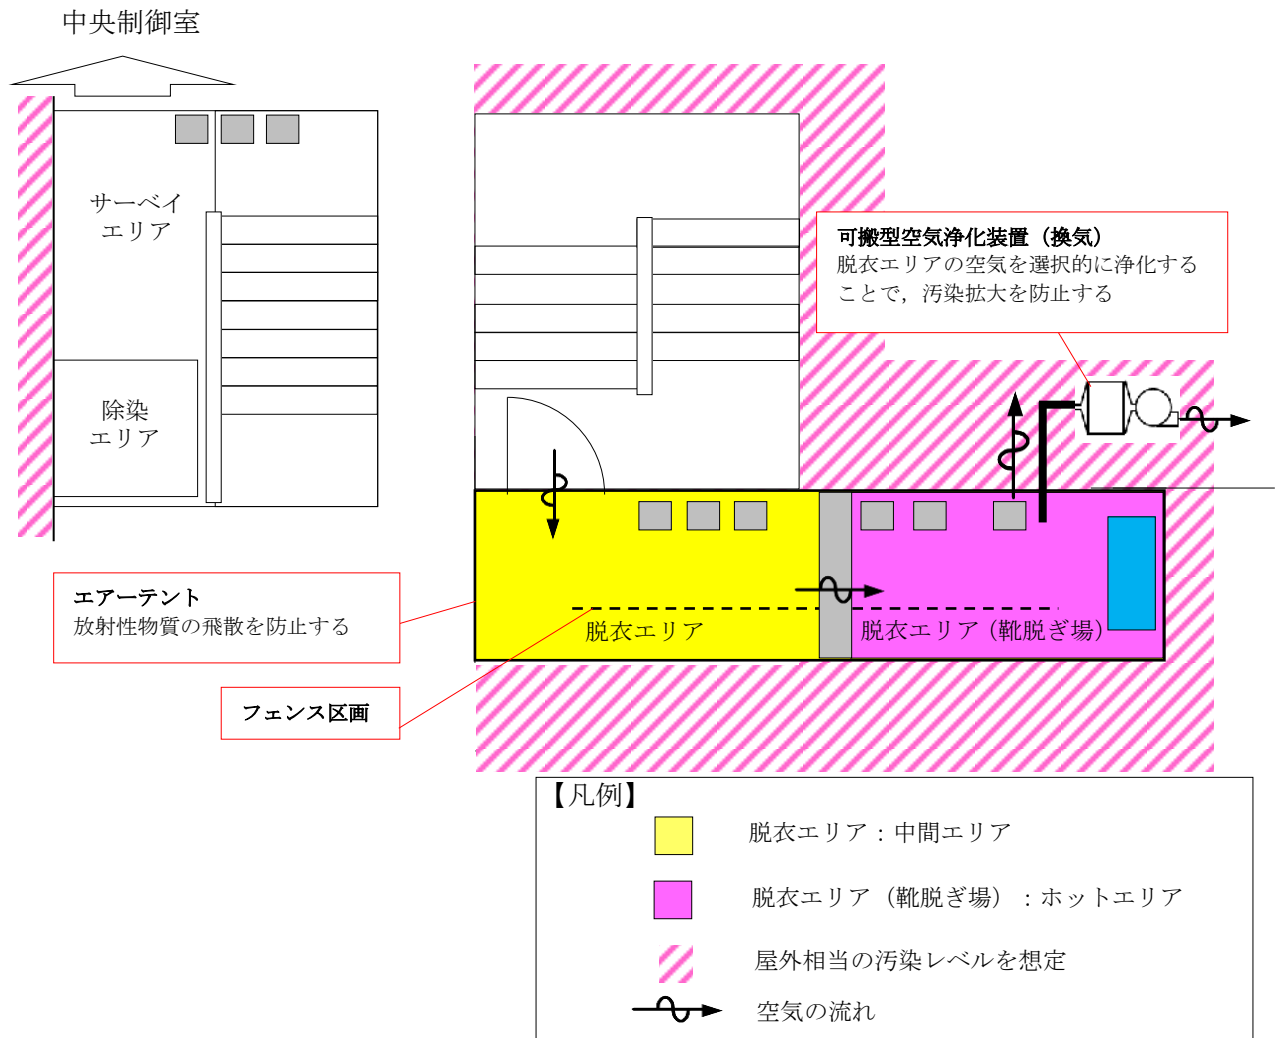 中央制御室
サーベイ
エリア
除染
エリア
可搬型空気浄化装置（換気）
脱衣エリアの空気を選択的に浄化する
ことで，汚染拡大を防止する
エアーテント
放射性物質の飛散を防止する
脱衣エリア
脱衣エリア（靴脱ぎ場）
フェンス区画
【凡例】
脱衣エリア：中間エリア
脱衣エリア（靴脱ぎ場）：ホットエリア
屋外相当の汚染レベルを想定
空気の流れ